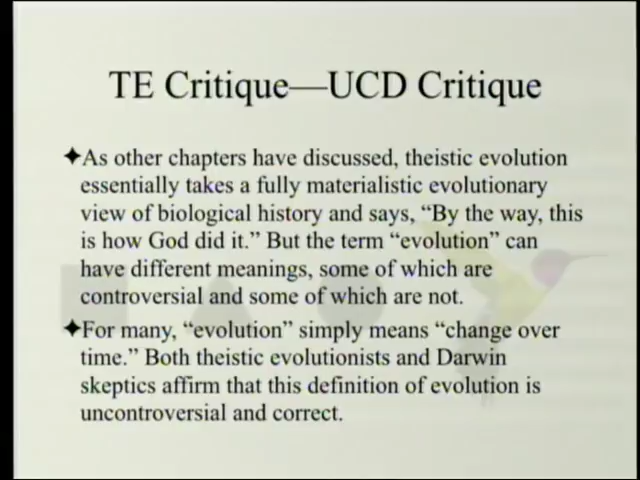 TE Critique—UCD Critique
✦As other chapters have discussed, theistic evolution
essentially takes a fully materialistic evolutionary
view of biological history and says, “By the way, this
is how God did it.” But the term “evolution” can
have different meanings, some of which are
controversial and some of which are not.
✦For many, “evolution” simply means “change over
time.” Both theistic evolutionists and Darwin
skeptics affirm that this definition of evolution is
uncontroversial and correct.